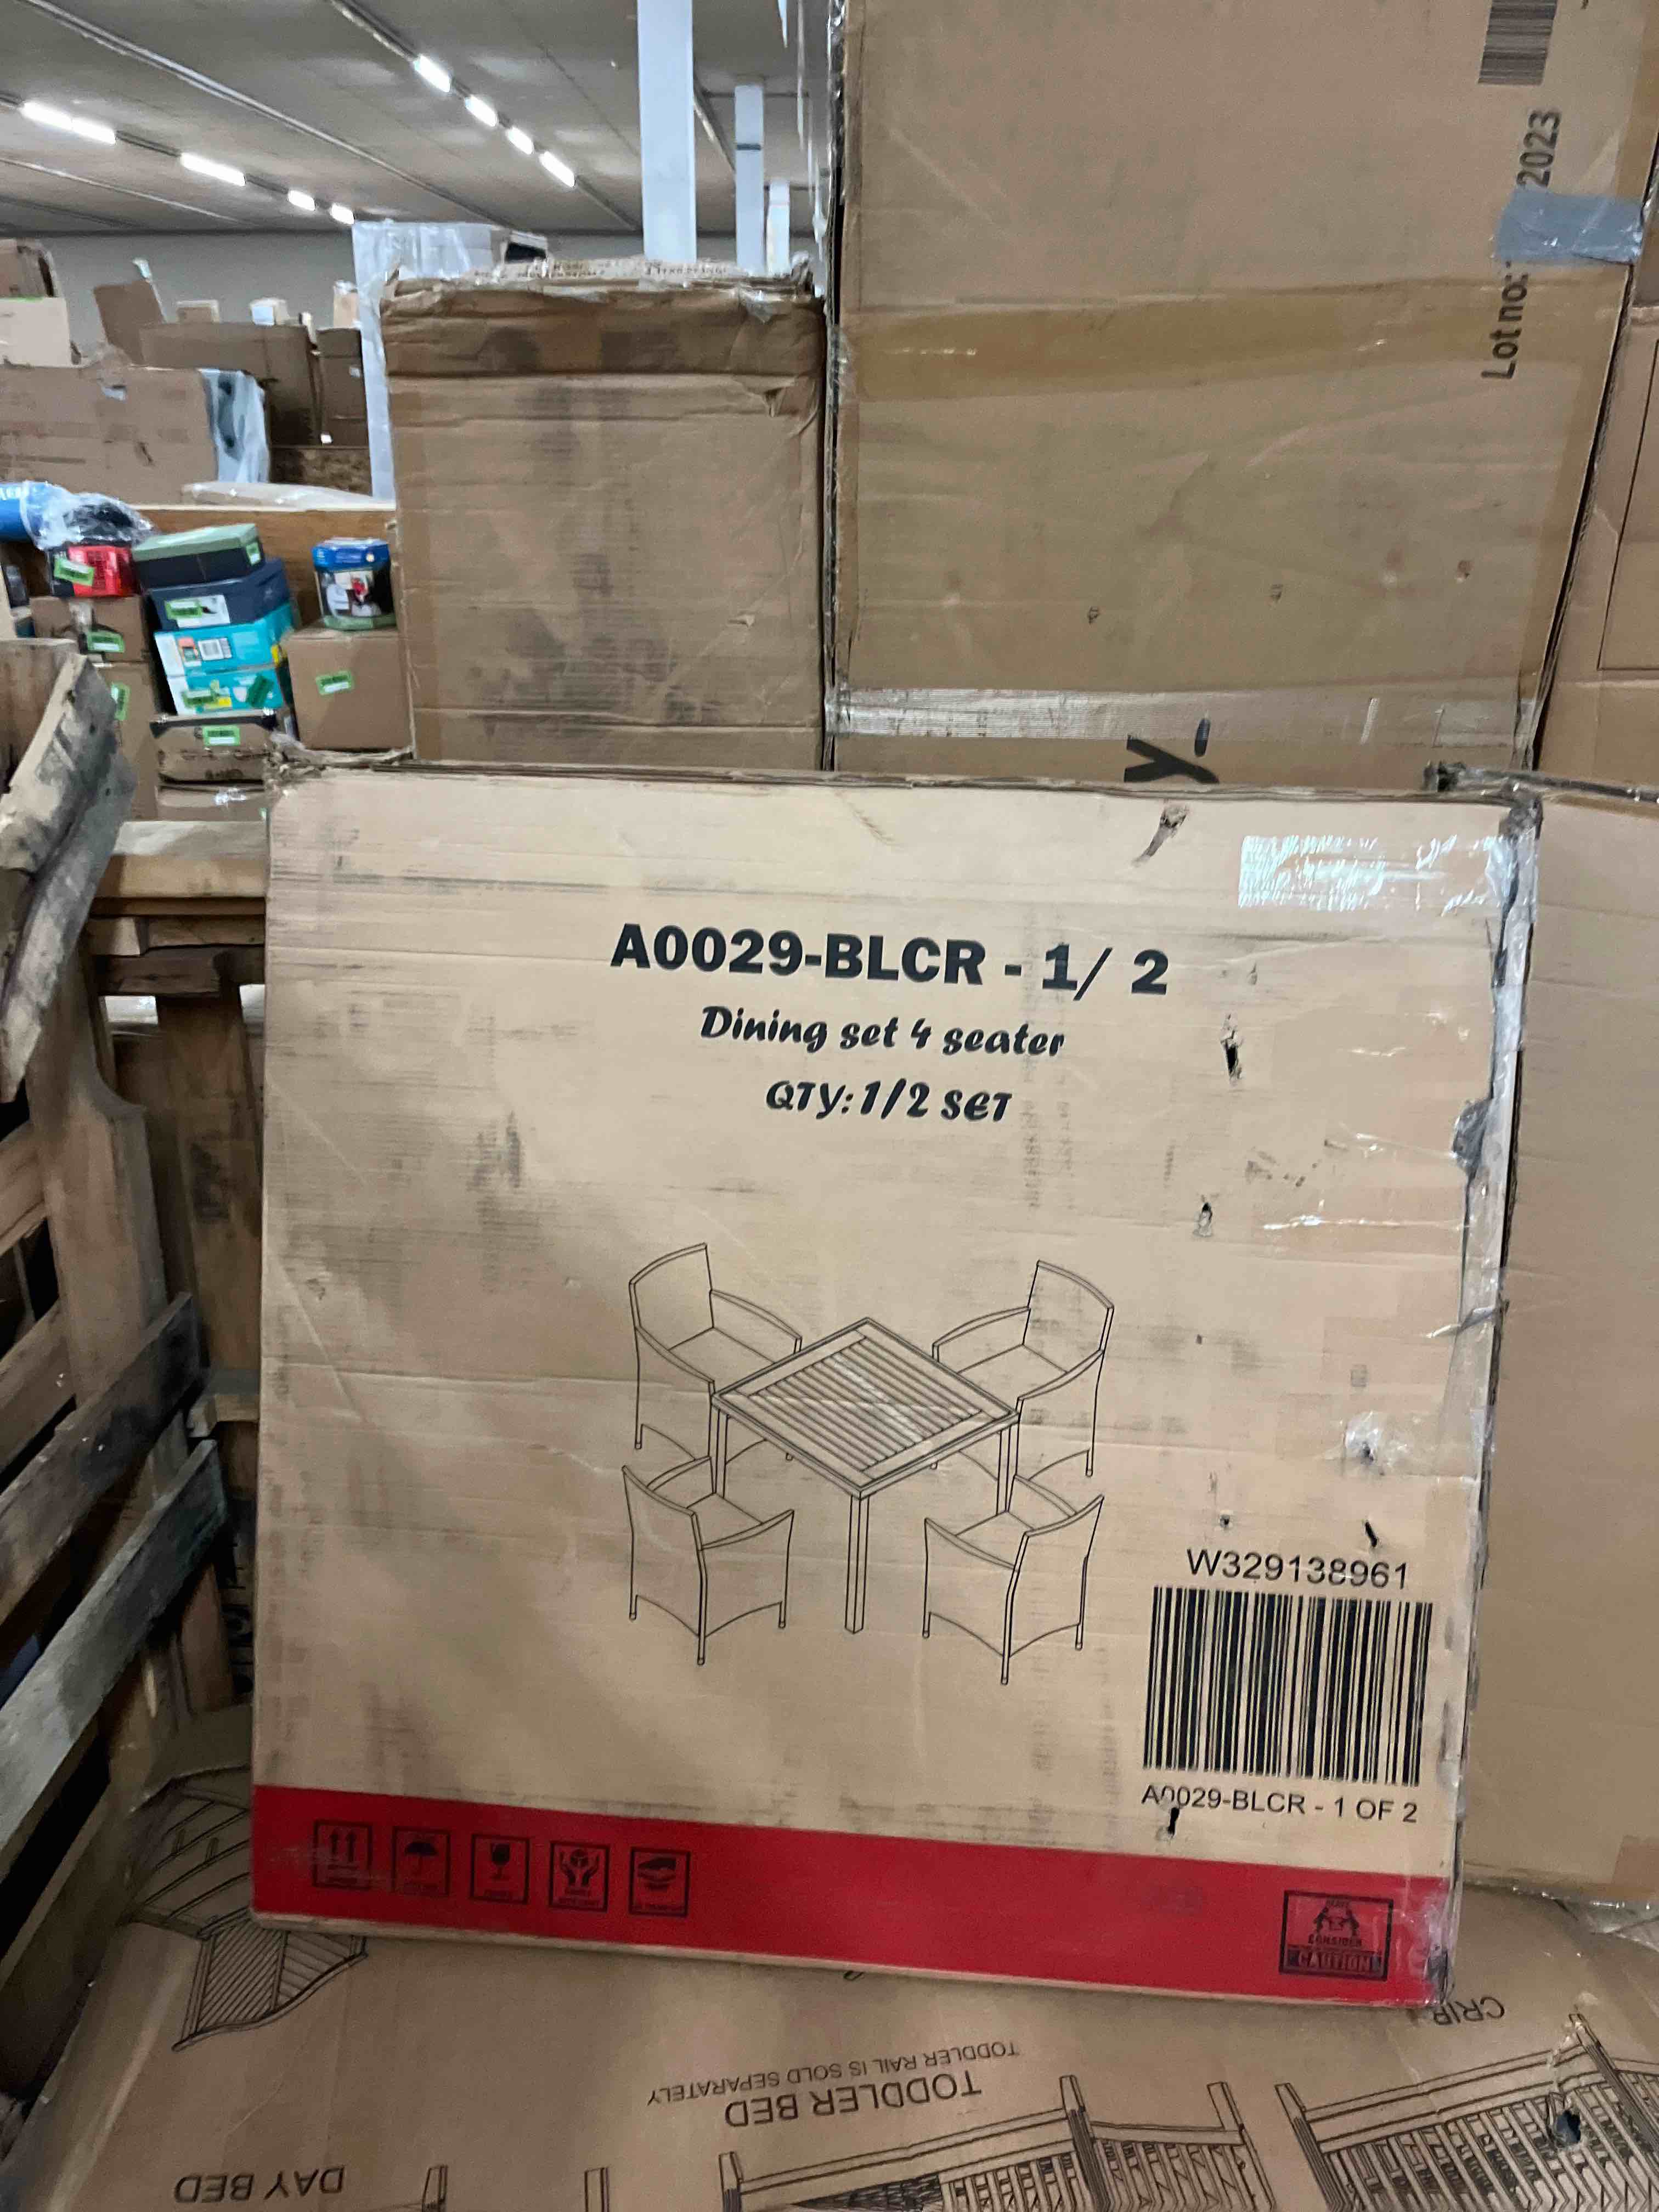 Lot no:
2023
y.
A0029-BLCR - 1/ 2
Dining set 4 seater
QTY: 1/2 SET
W329138961
A0029-BLCR - 1 OF 2
CONSIDER
CAUTION
CRIB
TODDLER RAIL IS SOLD SEPARATELY
TODDLER BED
DAY BED